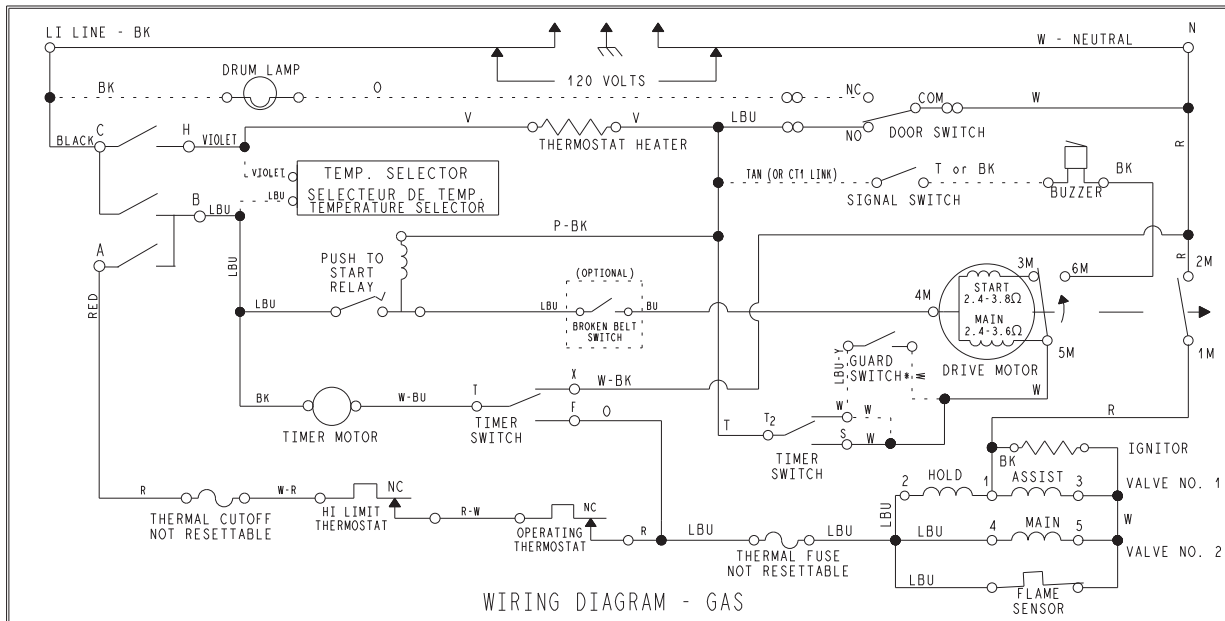 LI LINE - BK
N
W - NEUTRAL
120 VOLTS
DRUM LAMP
BK
O
NC
COM
W
C
H
BLACK
VIOLET
V
V
LBU
NO
DOOR SWITCH
THERMOSTAT HEATER
R
VIOLET
LBU
TEMP. SELECTOR
SELECTEUR DE TEMP.
TEMPERATURE SELECTOR
TAN (OR CT1 LINK)
T or BK
BK
SIGNAL SWITCH
BUZZER
B
LBU
P-BK
A
PUSH TO
START
RELAY
LBU
(OPTIONAL)
3M
6M
R
2M
START
2.4-3.8Ω
RED
LBU
LBU
BU
4M
BROKEN BELT
SWITCH
MAIN
2.4-3.6Ω
5M
1M
LBU-Y
GUARD
SWITCH
*W
DRIVE MOTOR
X
W-BK
W
BK
W-BU
T
TIMER MOTOR
TIMER
SWITCH
F
O
T
T2
W
W
S
W
TIMER
SWITCH
R
IGNITOR
BK
HOLD
2
1
ASSIST
3
VALVE NO. 1
R
W-R
NC
HI LIMIT
THERMOSTAT
THERMAL CUTOFF
NOT RESETTABLE
R-W
NC
OPERATING
THERMOSTAT
R
LBU
LBU
THERMAL FUSE
NOT RESETTABLE
LBU
LBU
4
MAIN
5
W
VALVE NO. 2
LBU
FLAME
SENSOR
WIRING DIAGRAM - GAS